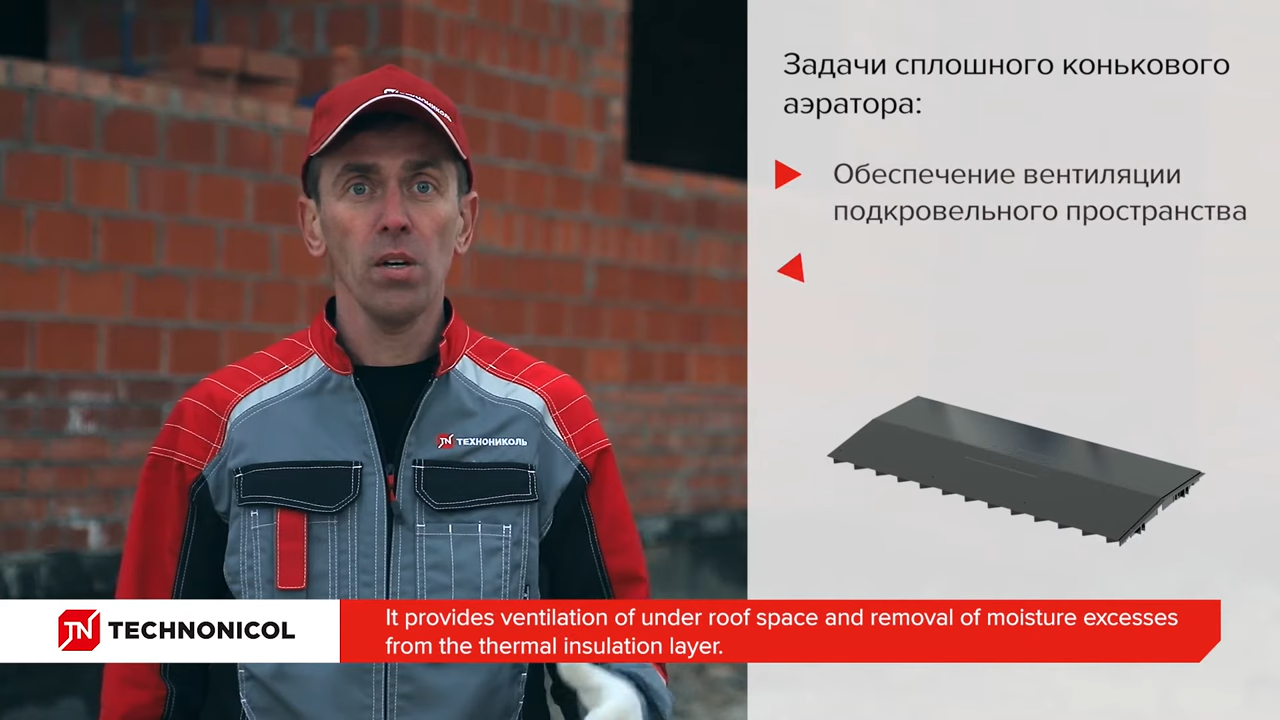 Задачи сплошного конькового
аэратора:
Обеспечение вентиляции
подкровельного пространства
ТЕХНОНИКОЛЬ
ТЕХНОНИКОЛЬ
TECHNONICOL
It provides ventilation of under roof space and removal of moisture excesses
from the thermal insulation layer.